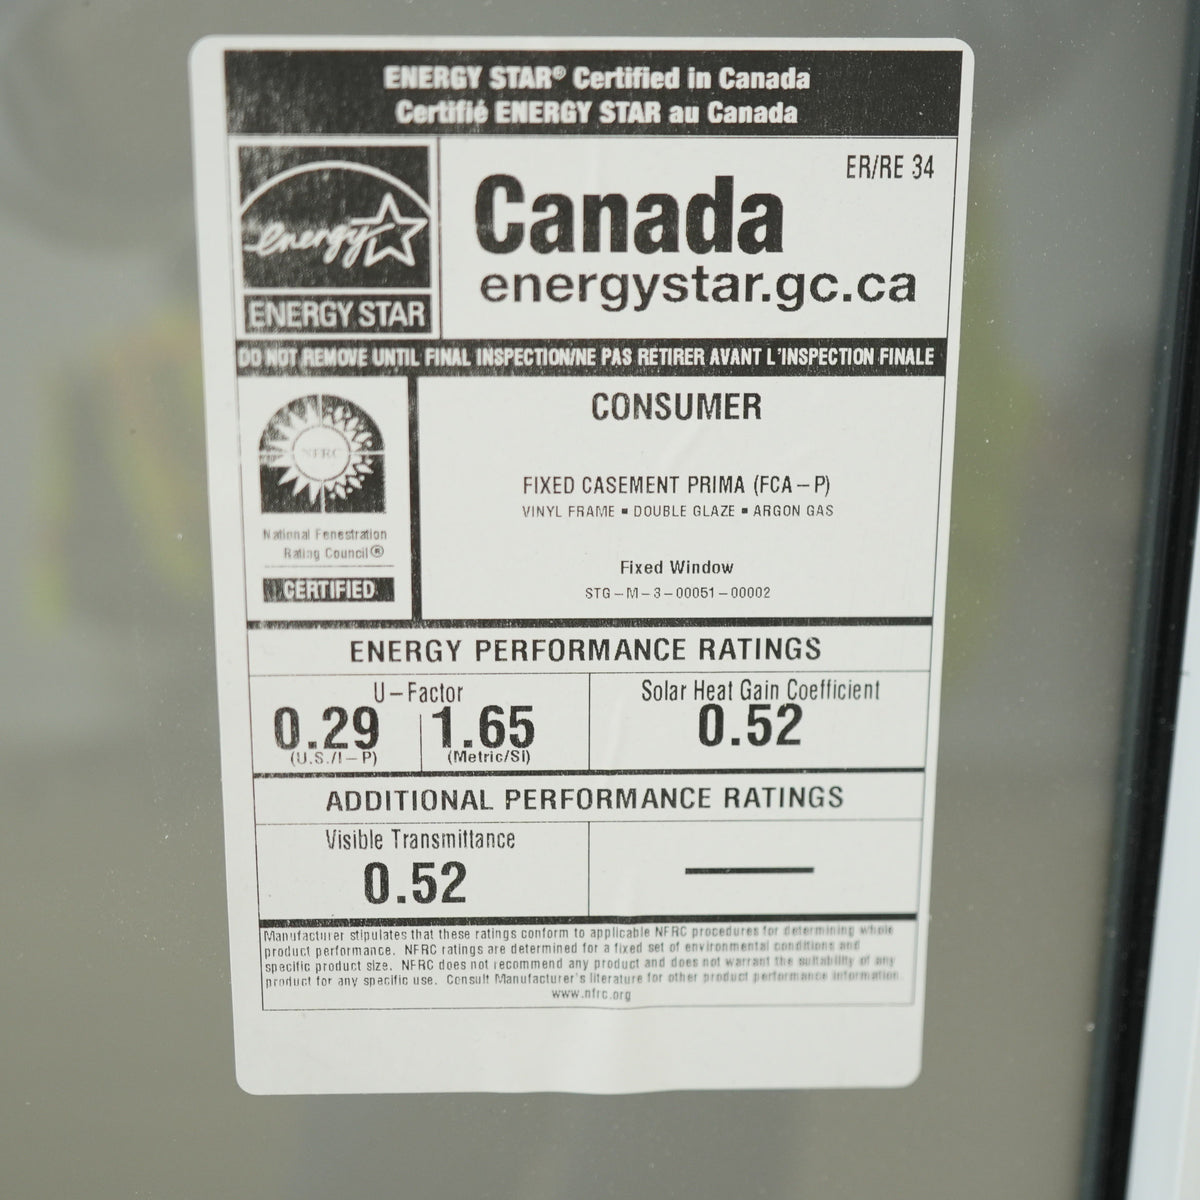 ENERGY STAR® Certified in Canada
Certifié ENERGY STAR au Canada
energy
ENERGY STAR
ER/RE 34
Canada
energystar.gc.ca
DO NOT REMOVE UNTIL FINAL INSPECTION/NE PAS RETIRER AVANT L'INSPECTION FINALE
NFRC
National Fenestration
Rating Council®
CERTIFIED
CONSUMER
FIXED CASEMENT PRIMA (FCA-P)
VINYL FRAME ▪ DOUBLE GLAZE ▪ ARGON GAS
Fixed Window
STG-M-3-00051-00002
ENERGY PERFORMANCE RATINGS
U-Factor
0.29
(U.S./I-P)
1.65
(Metric/SI)
Solar Heat Gain Coefficient
0.52
ADDITIONAL PERFORMANCE RATINGS
Visible Transmittance
0.52
Manufacturer stipulates that these ratings conform to applicable NFRC procedures for determining whole
product performance. NFRC ratings are determined for a fixed set of environmental conditions and
specific product size. NFRC does not recommend any product and does not warrant the suitability of any
product for any specific use. Consult Manufacturer's literature for other product performance information.
www.nfrc.org